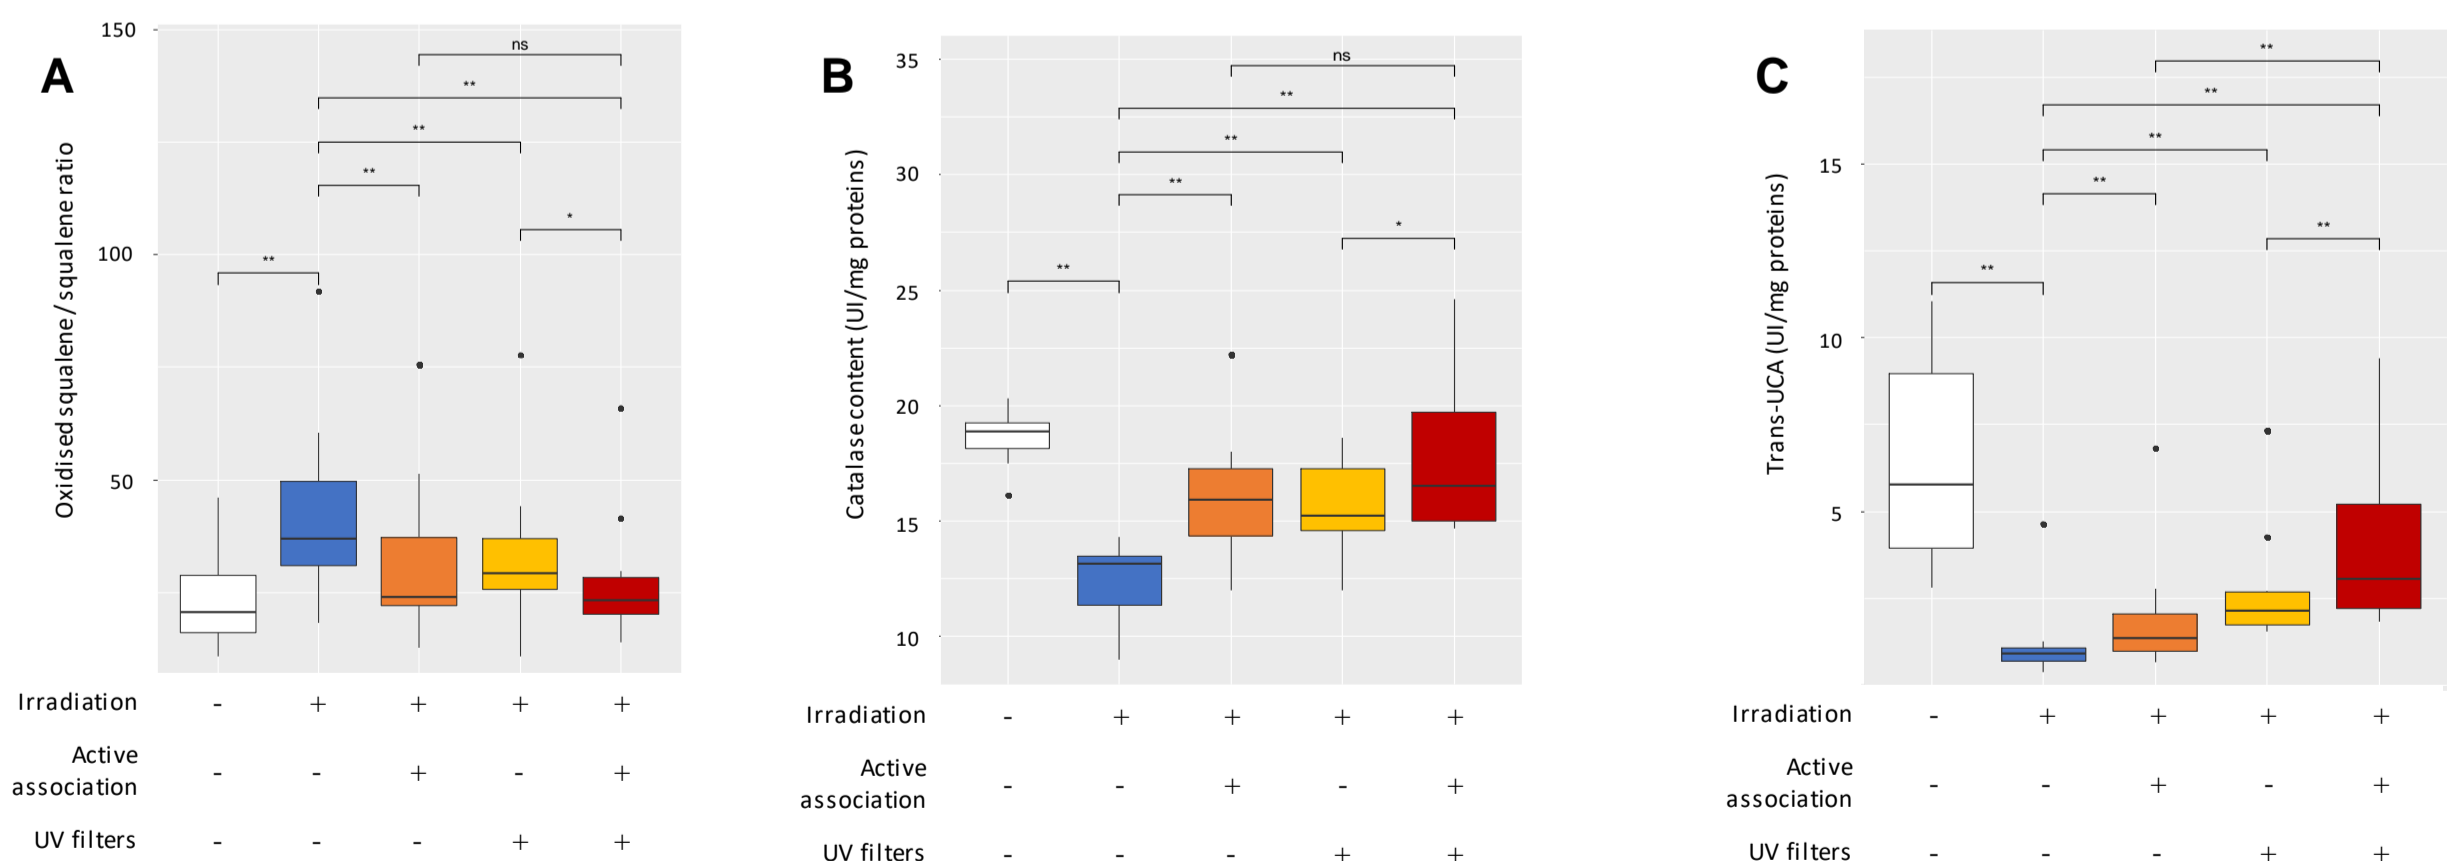 A
Oxidised squalene / squalene ratio
150
100
50
ns
**
**
**
*
**
Irradiation - + + + +
Active
association - - + - +
UV filters - - - + +
B
Catalase content (UI/mg proteins)
35
30
25
20
15
10
ns
**
**
**
*
**
Irradiation - + + + +
Active
association - - + - +
UV filters - - - + +
C
Trans-UCA (UI/mg proteins)
15
10
5
**
**
**
**
**
**
Irradiation - + + + +
Active
association - - + - +
UV filters - - - + +